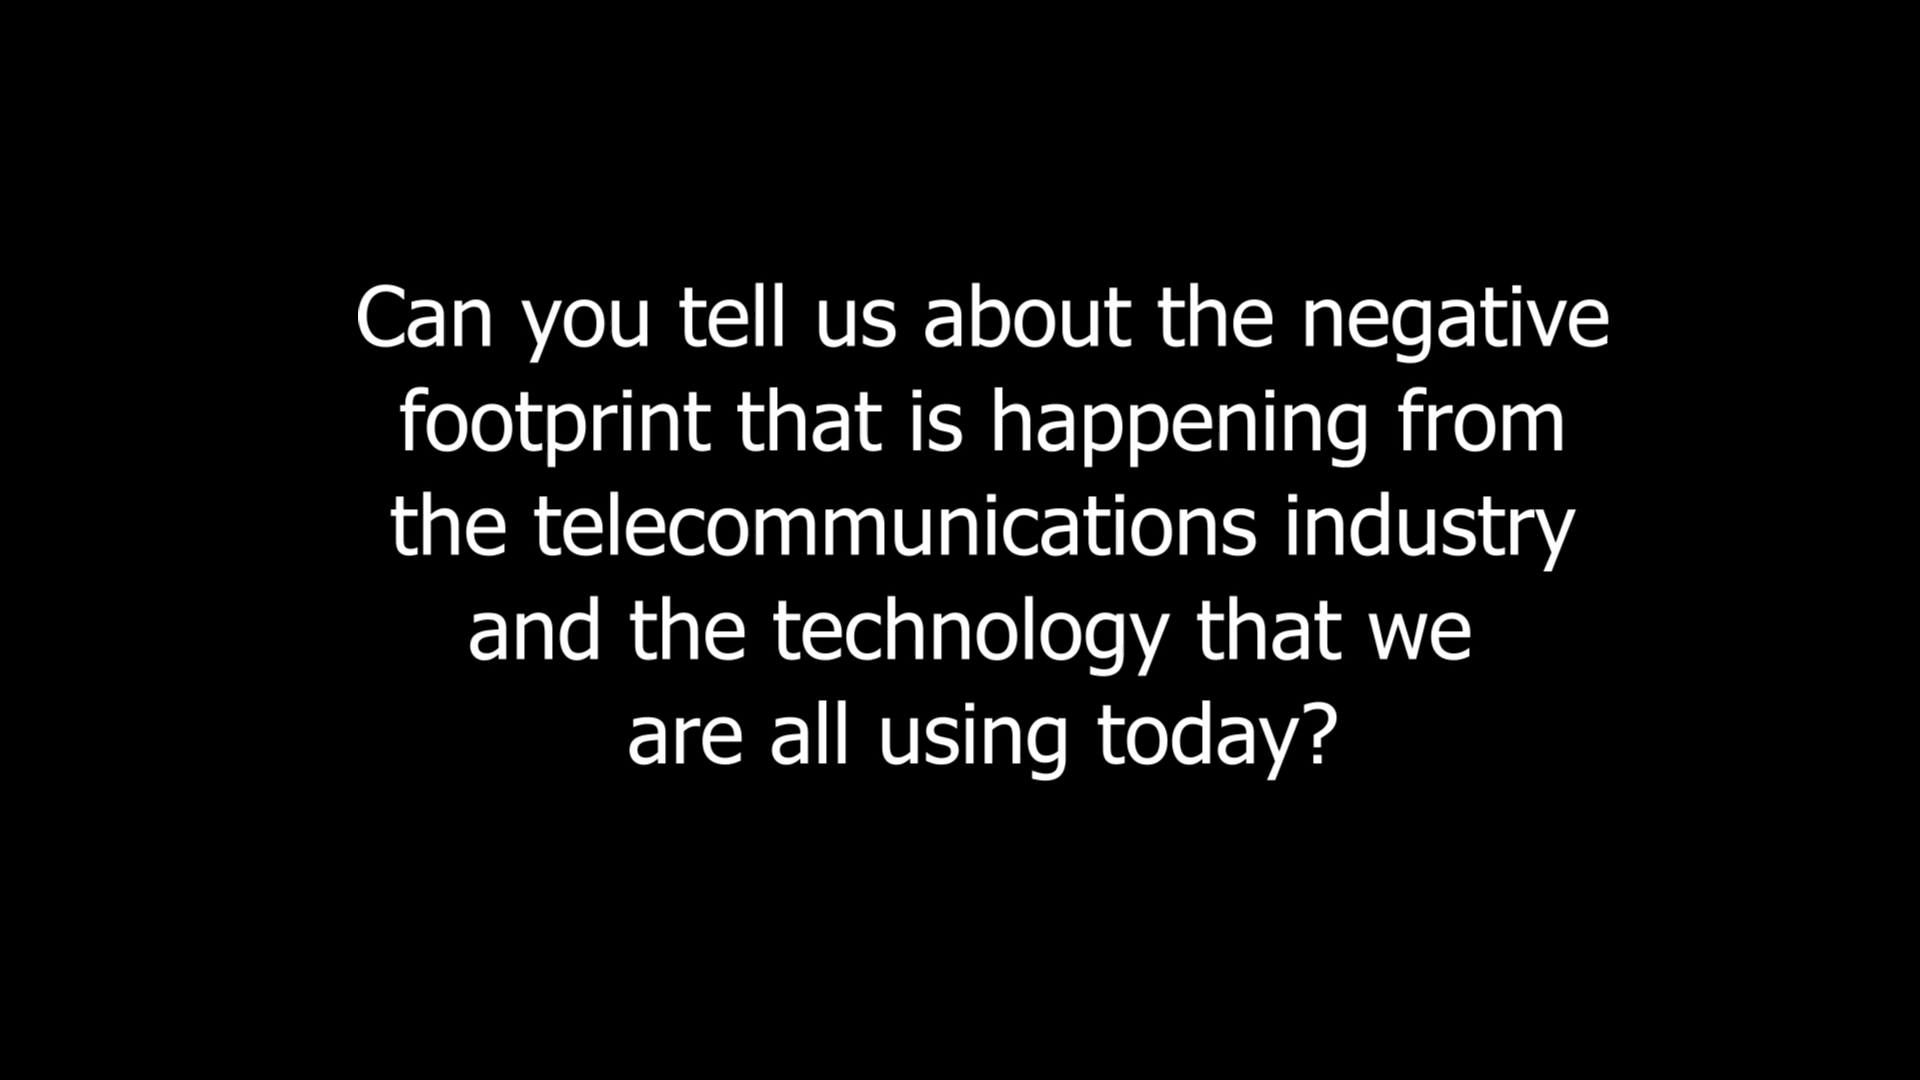 Can you tell us about the negative
footprint that is happening from
the telecommunications industry
and the technology that we
are all using today?